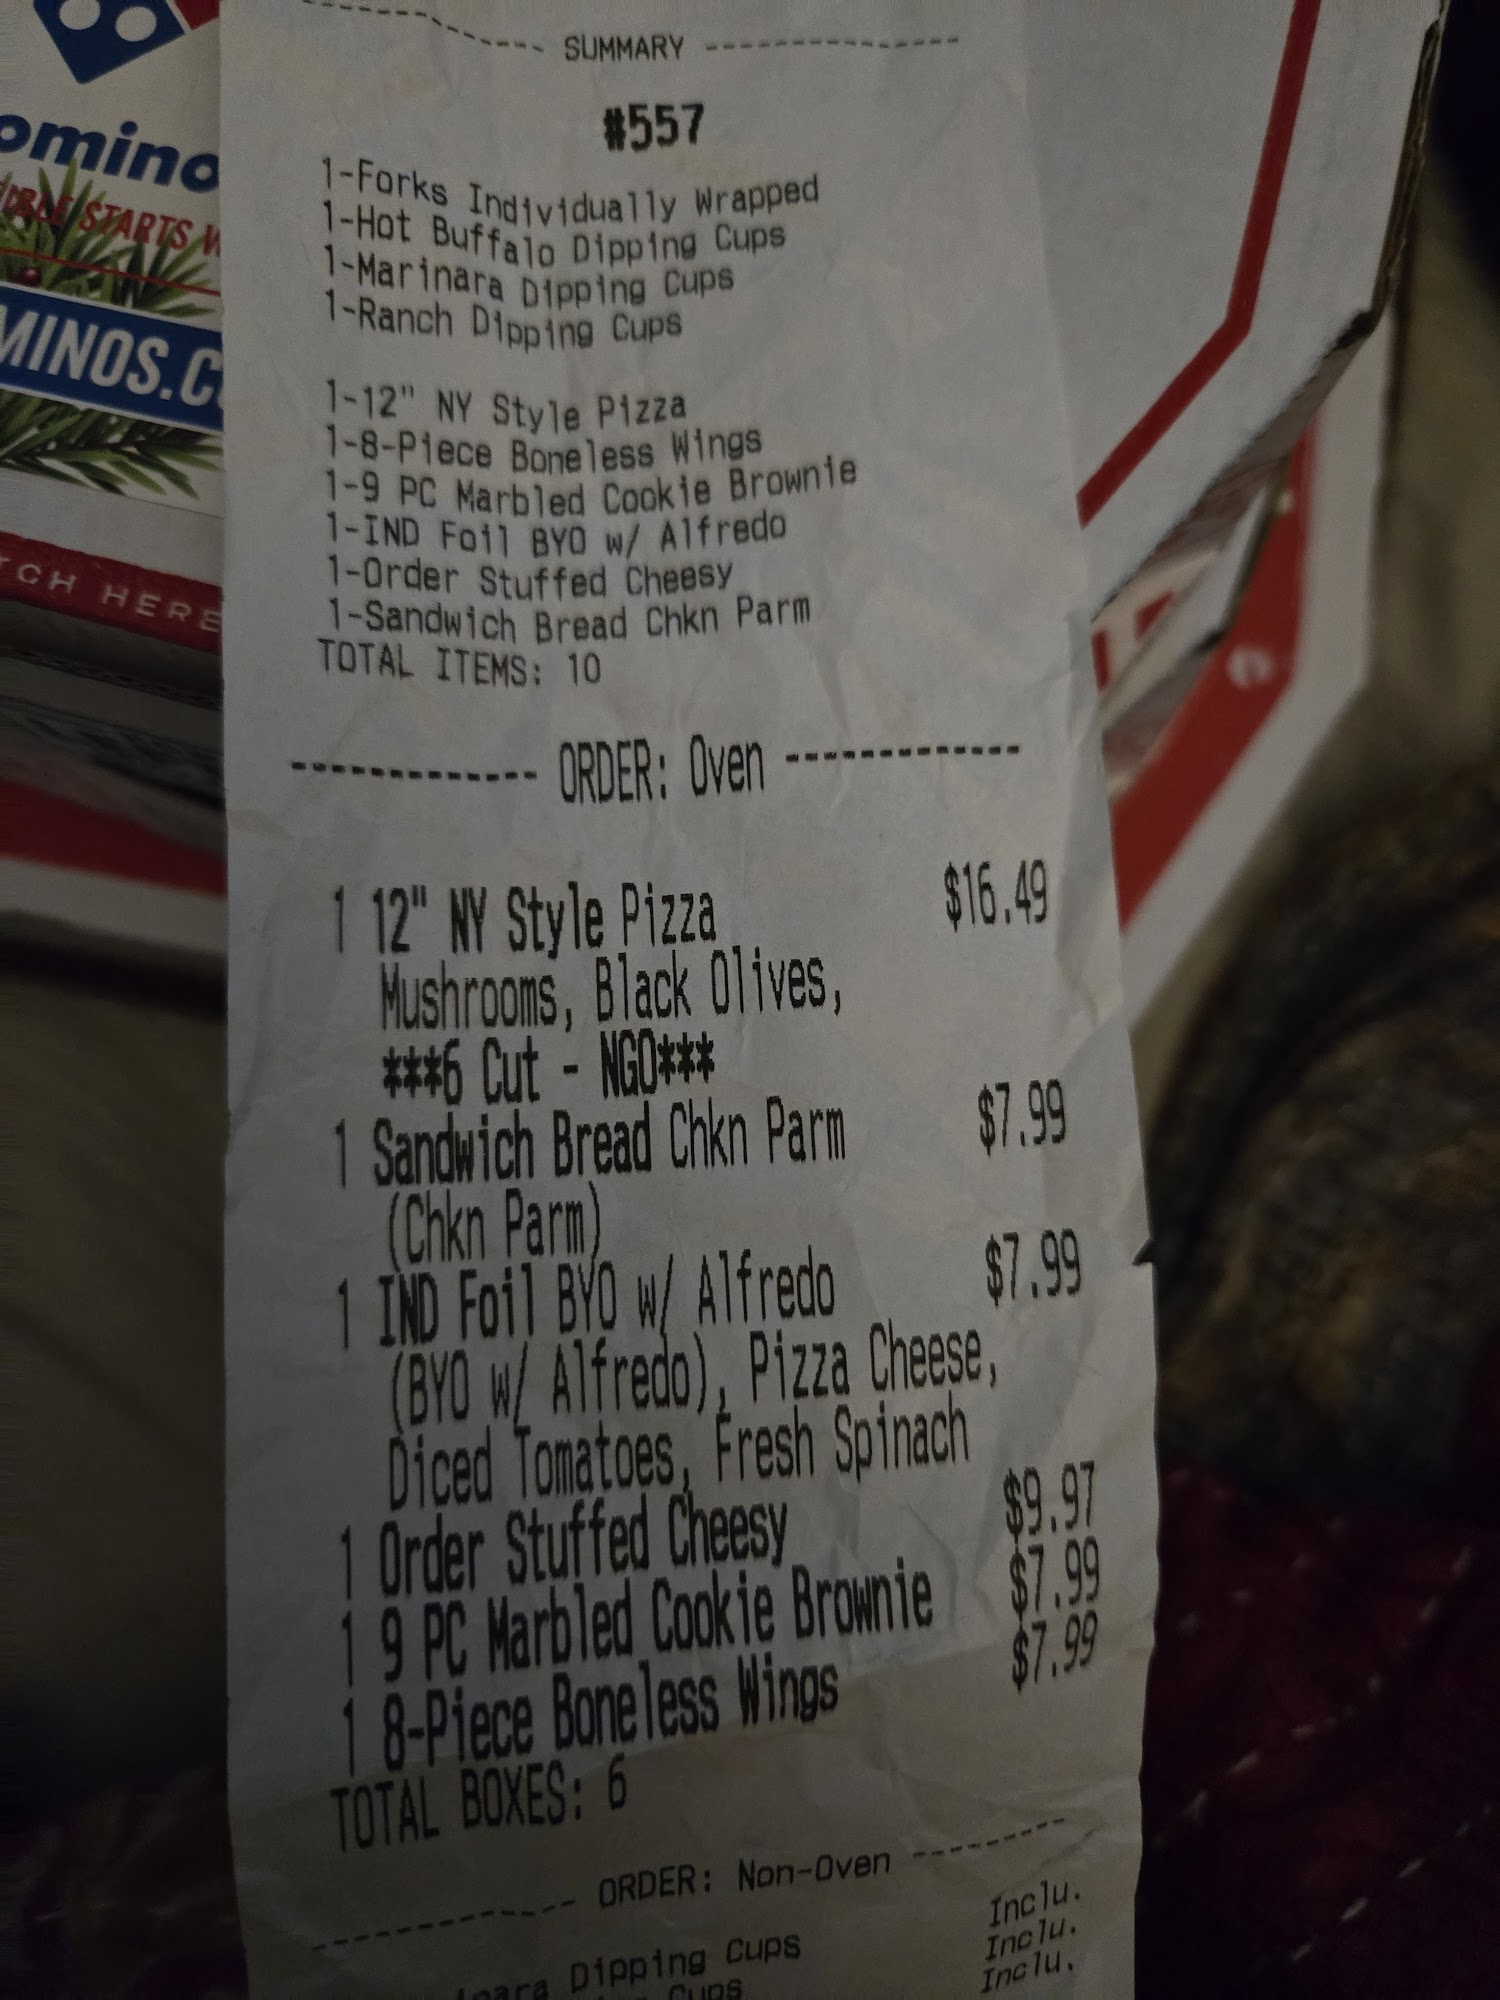 SUMMARY
#557
1-Forks Individually Wrapped
1-Hot Buffalo Dipping Cups
1-Marinara Dipping Cups
1-Ranch Dipping Cups
1-12" NY Style Pizza
1-8-Piece Boneless Wings
1-9 PC Marbled Cookie Brownie
1-IND Foil BYO w/ Alfredo
1-Order Stuffed Cheesy
1-Sandwich Bread Chkn Parm
TOTAL ITEMS: 10
ORDER: Oven
1 12" NY Style Pizza $16.49
Mushrooms, Black Olives,
***6 Cut - NGO***
1 Sandwich Bread Chkn Parm $7.99
(Chkn Parm)
1 IND Foil BYO w/ Alfredo $7.99
(BYO w/ Alfredo), Pizza Cheese,
Diced Tomatoes, Fresh Spinach
1 Order Stuffed Cheesy $9.97
1 9 PC Marbled Cookie Brownie $7.99
1 8-Piece Boneless Wings $7.99
TOTAL BOXES: 6
ORDER: Non-Oven
Inclu.
nara Dipping Cups Inclu.
Cups Inclu.
omino
STARTS W
MINOS.C
CH HERE